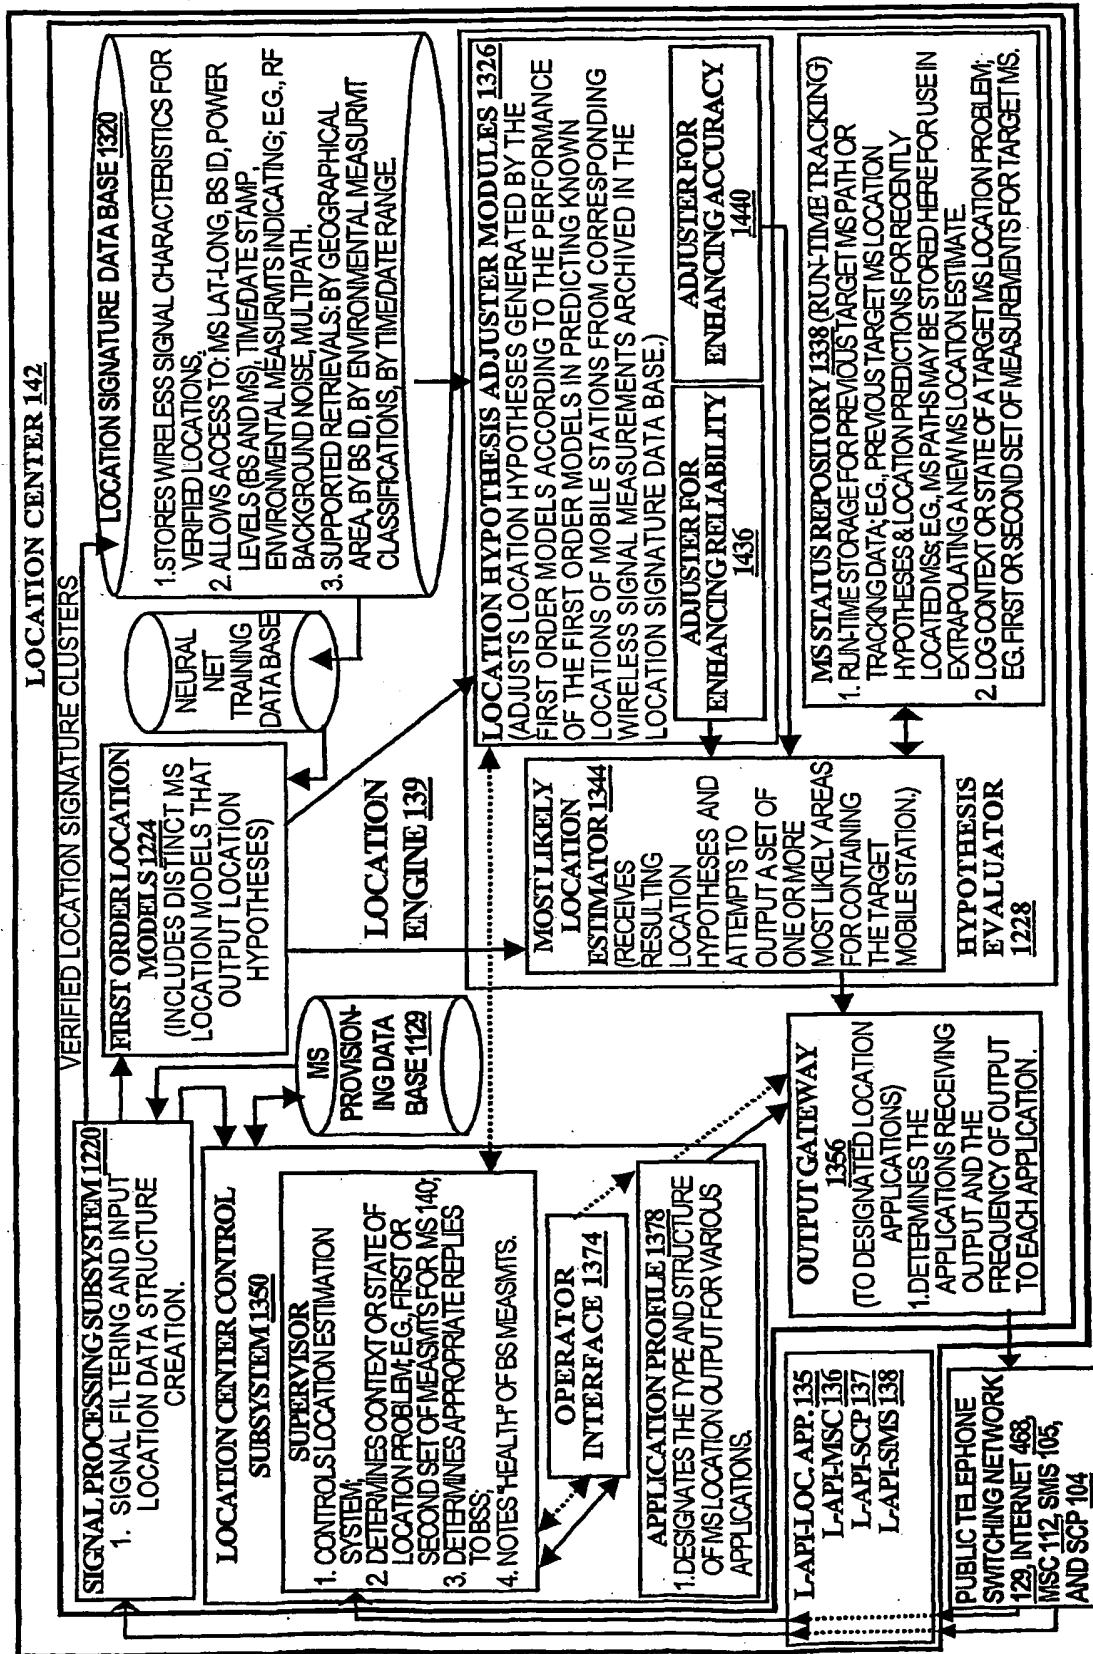 LOCATION CENTER 142
VERIFIED LOCATION SIGNATURE CLUSTERS
SIGNAL PROCESSING SUBSYSTEM 1220
1. SIGNAL FILTERING AND INPUT
LOCATION DATA STRUCTURE
CREATION.
FIRST ORDER LOCATION
MODELS 1224
(INCLUDES DISTINCT MS
LOCATION MODELS THAT
OUTPUT LOCATION
HYPOTHESES)
NEURAL
NET
TRAINING
DATA BASE
LOCATION SIGNATURE DATA BASE 1320
1.STORES WIRELESS SIGNAL CHARACTERISTICS FOR
VERIFIED LOCATIONS.
2. ALLOWS ACCESS TO: MS LAT-LONG, BS ID, POWER
LEVELS (BS AND MS), TIME/DATE STAMP,
ENVIRONMENTAL MEASURMTS INDICATING; E.G., RF
BACKGROUND NOISE, MULTIPATH.
3. SUPPORTED RETRIEVALS: BY GEOGRAPHICAL
AREA, BY BS ID, BY ENVIRONMENTAL MEASURMT
CLASSIFICATIONS, BY TIME/DATE RANGE.
LOCATION CENTER CONTROL
SUBSYSTEM 1350
SUPERVISOR
1. CONTROLS LOCATION ESTIMATION
SYSTEM;
2. DETERMINES CONTEXT OR STATE OF
LOCATION PROBLEM; E.G., FIRST OR
SECOND SET OF MEASMTS FOR MS 140;
3. DETERMINES APPROPRIATE REPLIES
TO BSS;
4. NOTES "HEALTH" OF BS MEASMTS.
MS
PROVISION-
ING DATA
BASE 1129
LOCATION
ENGINE 139
LOCATION HYPOTHESIS ADJUSTER MODULES 1326
(ADJUSTS LOCATION HYPOTHESES GENERATED BY THE
FIRST ORDER MODELS ACCORDING TO THE PERFORMANCE
OF THE FIRST ORDER MODELS IN PREDICTING KNOWN
LOCATIONS OF MOBILE STATIONS FROM CORESPONDING
WIRELESS SIGNAL MEASUREMENTS ARCHIVED IN THE
LOCATION SIGNATURE DATA BASE.)
ADJUSTER FOR
ENHANCING RELIABILITY
1436
ADJUSTER FOR
ENHANCING ACCURACY
1440
MOST LIKELY
LOCATION
ESTIMATOR 1344
(RECEIVES
RESULTING
LOCATION
HYPOTHESES AND
ATTEMPTS TO
OUTPUT A SET OF
ONE OR MORE
MOST LIKELY AREAS
FOR CONTAINING
THE TARGET
MOBILE STATION.)
HYPOTHESIS
EVALUATOR
1228
MS STATUS REPOSITORY 1338 (RUN-TIME TRACKING)
1. RUN-TIME STORAGE FOR PREVIOUS TARGET MS PATH OR
TRACKING DATA, E.G., PREVIOUS TARGET MS LOCATION
HYPOTHESES & LOCATION PREDICTIONS FOR RECENTLY
LOCATED MSs; E.G., MS PATHS MAY BE STORED HERE FOR USE IN
EXTRAPOLATING A NEW MS LOCATION ESTIMATE.
2. LOG CONTEXT OR STATE OF A TARGET MS LOCATION PROBLEM;
EG. FIRST OR SECOND SET OF MEASUREMENTS FOR TARGET MS.
OPERATOR
INTERFACE 1374
APPLICATION PROFILE 1378
1.DESIGNATES THE TYPE AND STRUCTURE
OF MS LOCATION OUTPUT FOR VARIOUS
APPLICATIONS.
OUTPUT GATEWAY
1356
(TO DESIGNATED LOCATION
APPLICATIONS)
1.DETERMINES THE
APPLICATIONS RECEIVING
OUTPUT AND THE
FREQUENCY OF OUTPUT
TO EACH APPLICATION.
L-API-LOC. APP. 135
L-API-MSC 136
L-API-SCP 137
L-API-SMS 138
PUBLIC TELEPHONE
SWITCHING NETWORK
129, INTERNET 468,
MSC 112, SMS 105,
AND SCP 104